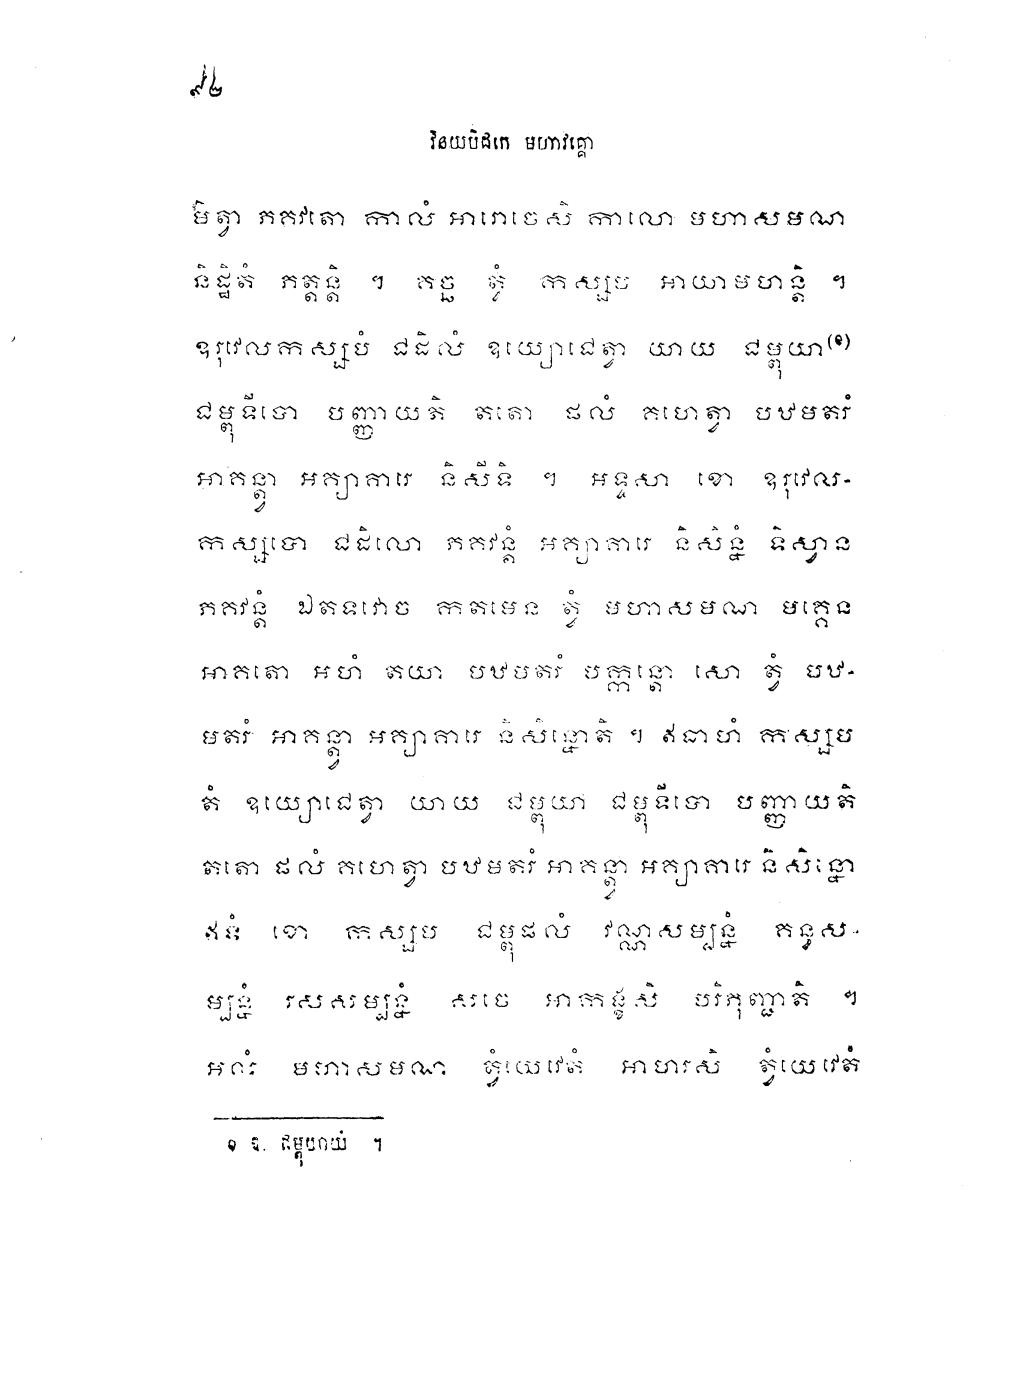 ៩៤
វិនយបិដកេ មហាវគ្គោ
មិត្វា ភគវតោ កាលំ អារោចេសិ កាលោ មហាសមណ
និដ្ឋិតំ ភត្តន្តិ ។ គច្ឆ ត្វំ កស្សប អាយាមហន្តិ ។
ឧរុវេលកស្សបំ ជដិលំ ឧយ្យោជេត្វា យាយ ជម្ពុយា(១)
ជម្ពុទីបោ បញ្ញាយតិ តតោ ផលំ គហេត្វា បឋមតរំ
អាគន្ត្វា អគ្យាគារេ និសីទិ ។ អទ្ទសា ខោ ឧរុវេល-
កស្សបោ ជដិលោ ភគវន្តំ អគ្យាគារេ និសិន្នំ ទិស្វាន
ភគវន្តំ ឯតទវោច កតមេន ត្វំ មហាសមណ មគ្គេន
អាគតោ អហំ តយា បឋមតរំ បក្កន្តោ សោ ត្វំ បឋ-
មតរំ អាគន្ត្វា អគ្យាគារេ និសិន្នោតិ ។ ឥធាហំ កស្សប
តំ ឧយ្យោជេត្វា យាយ ជម្ពុយា ជម្ពុទីបោ បញ្ញាយតិ
តតោ ផលំ គហេត្វា បឋមតរំ អាគន្ត្វា អគ្យាគារេ និសិន្នោ
ឥទំ ខោ កស្សប ជម្ពុផលំ វណ្ណសម្បន្នំ គន្ធស-
ម្បន្នំ រសសម្បន្នំ សចេ អាកង្ខសិ បរិភុញ្ជាតិ ។
អលំ មហាសមណ ត្វំយេវេតំ អាហរសិ ត្វំយេវេតំ
១ ឱ. ជម្ពុយាយំ ។